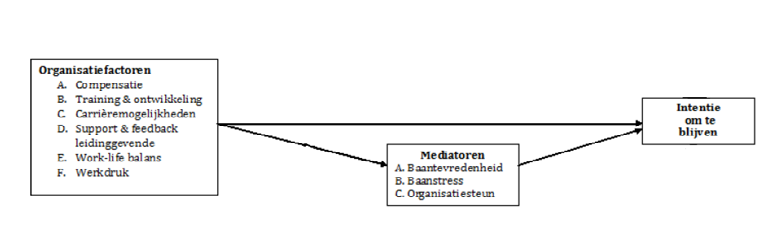 Organisatiefactoren
A. Compensatie
B. Training & ontwikkeling
C. Carrièremogelijkheden
D. Support & feedback
leidinggevende
E. Work-life balans
F. Werkdruk
Mediatoren
A. Baantevredenheid
B. Baanstress
C. Organisatiesteun
Intentie
om te
blijven